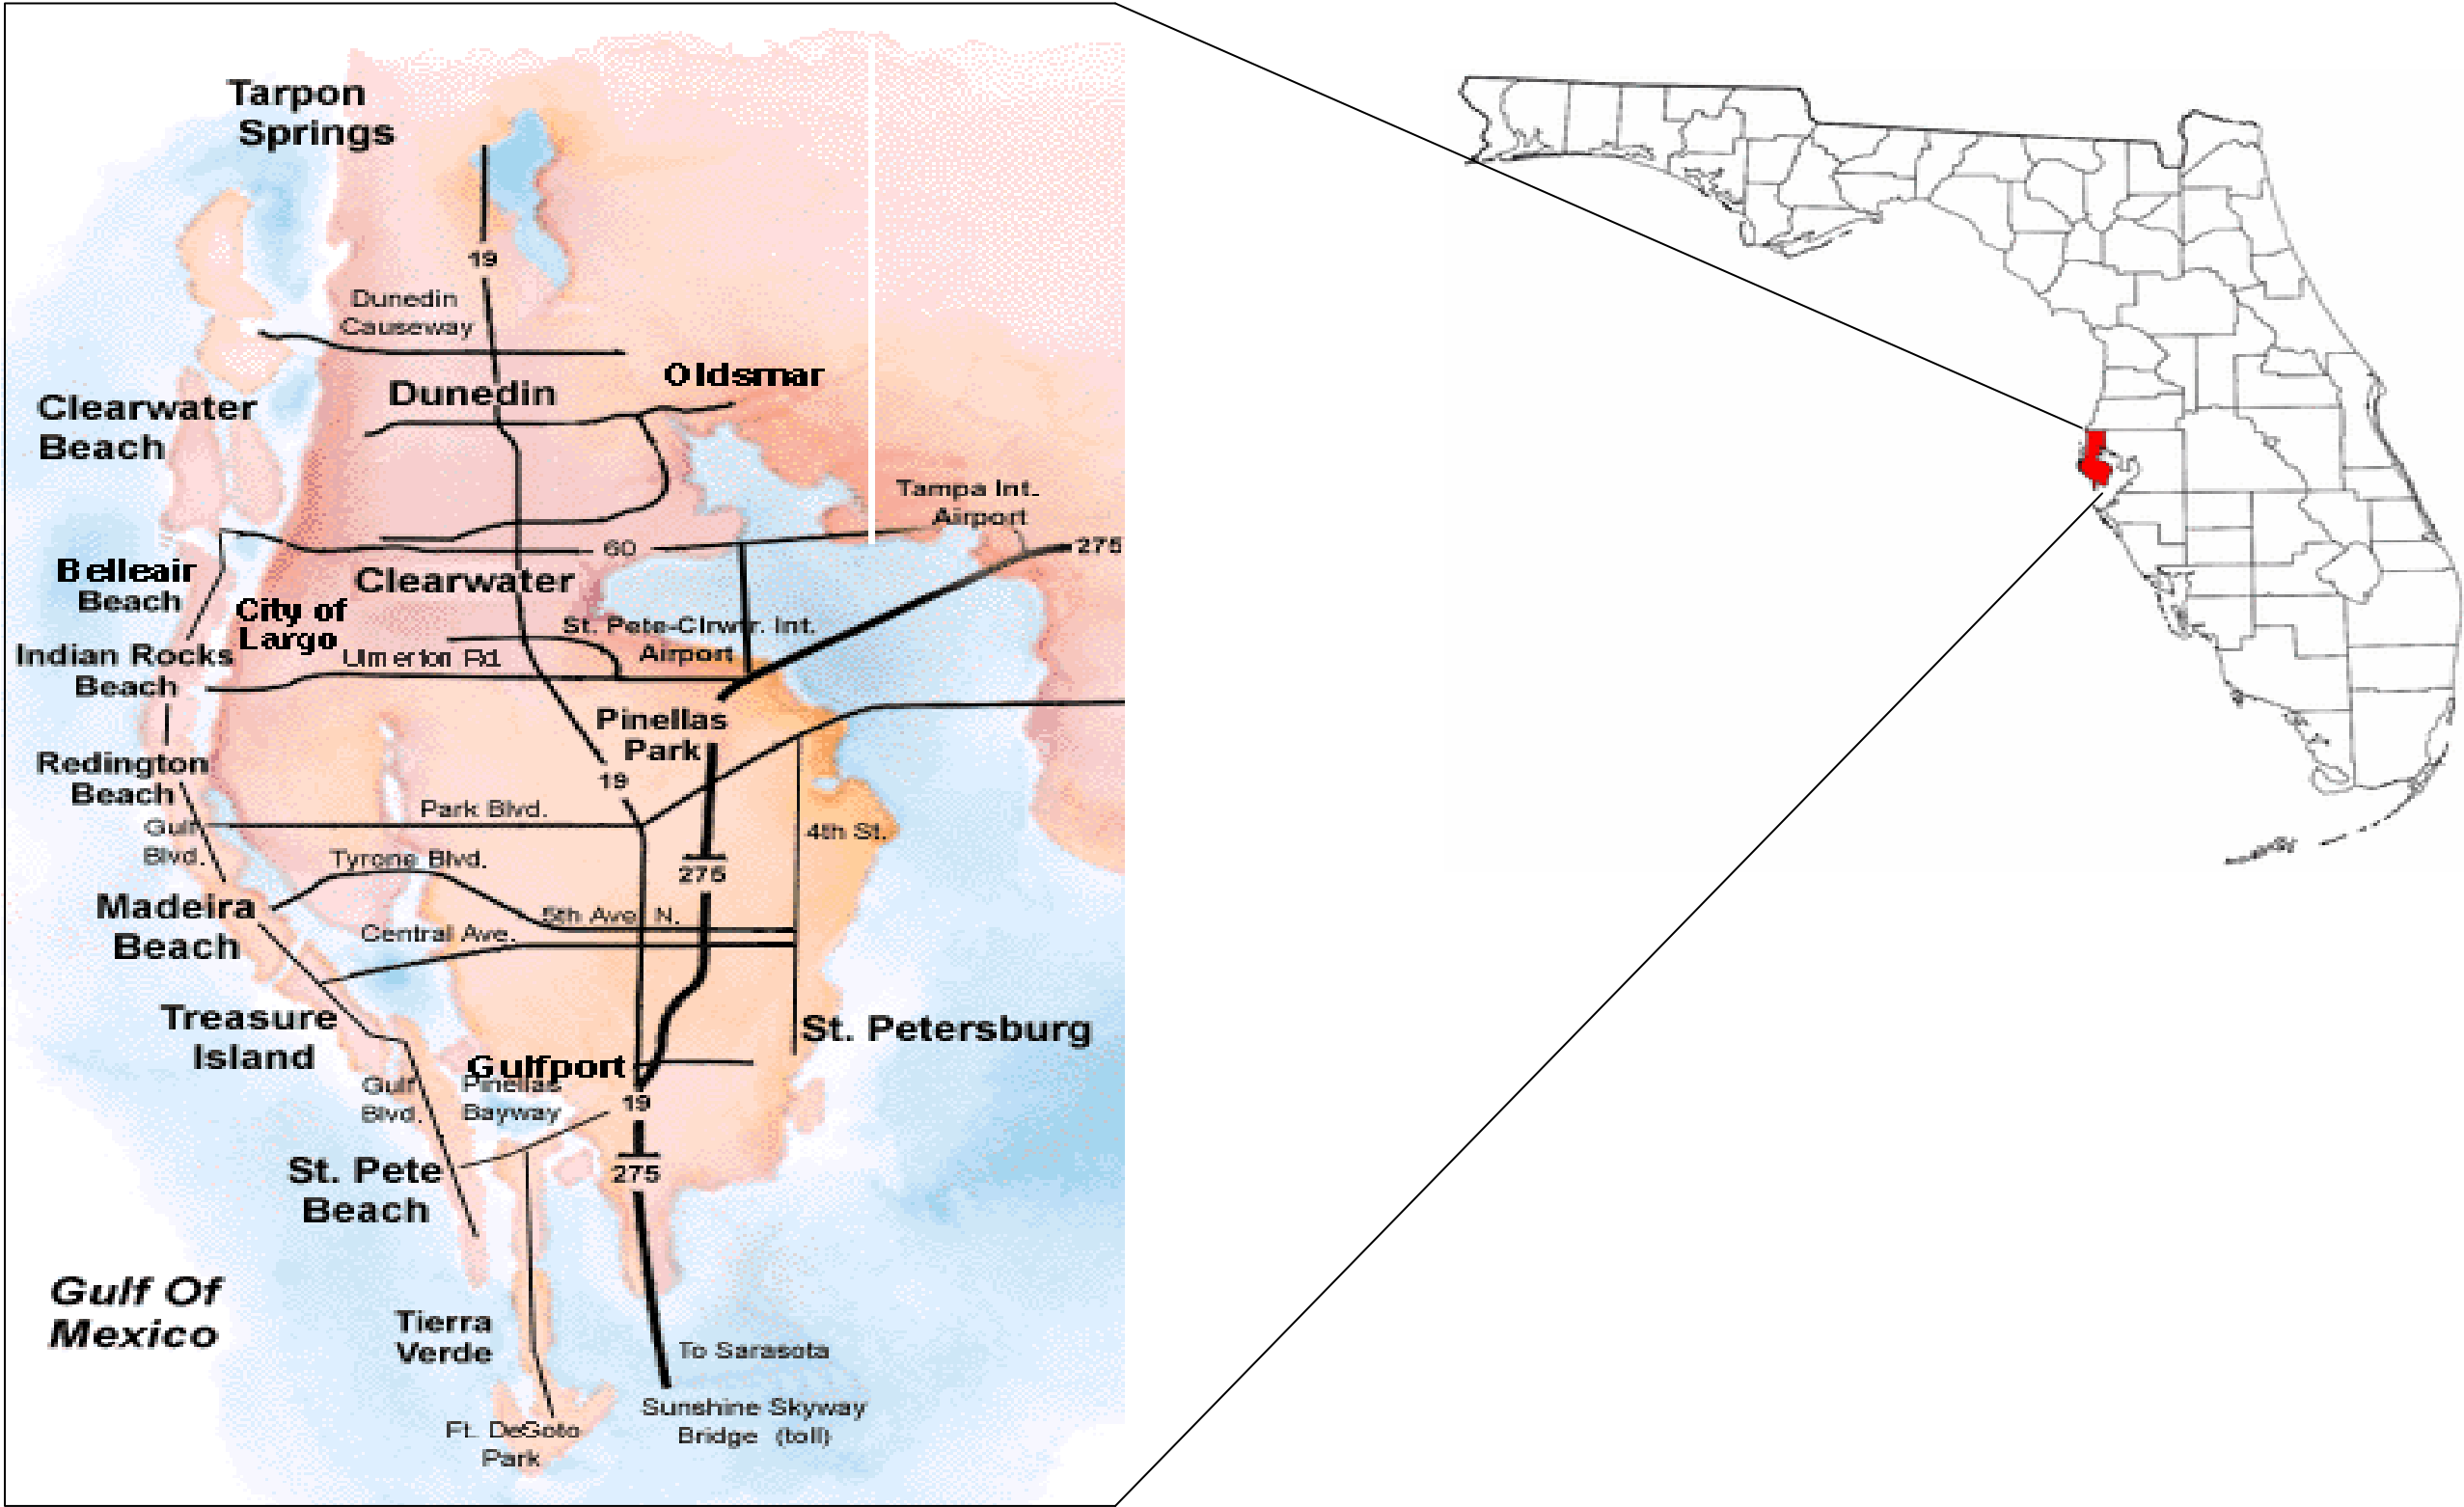 Tarpon
Springs
19
Dunedin
Causeway
Oldsmar
Dunedin
Clearwater
Beach
Tampa Int.
Airport
60
275
Belleair
Beach
Clearwater
City of
Largo
St. Pete-Clrwtr. Int.
Airport
Indian Rocks
Beach
Ulmerton Rd.
Pinellas
Park
Redington
Beach
19
Park Blvd.
Gulf
Blvd.
4th St.
Tyrone Blvd.
275
Madeira
Beach
5th Ave. N.
Central Ave.
Treasure
Island
St. Petersburg
Gulfport
Gulf
Blvd.
Pinellas
Bayway
19
St. Pete
Beach
275
Gulf Of
Mexico
Tierra
Verde
To Sarasota
Sunshine Skyway
Bridge (toll)
Ft. DeSoto
Park